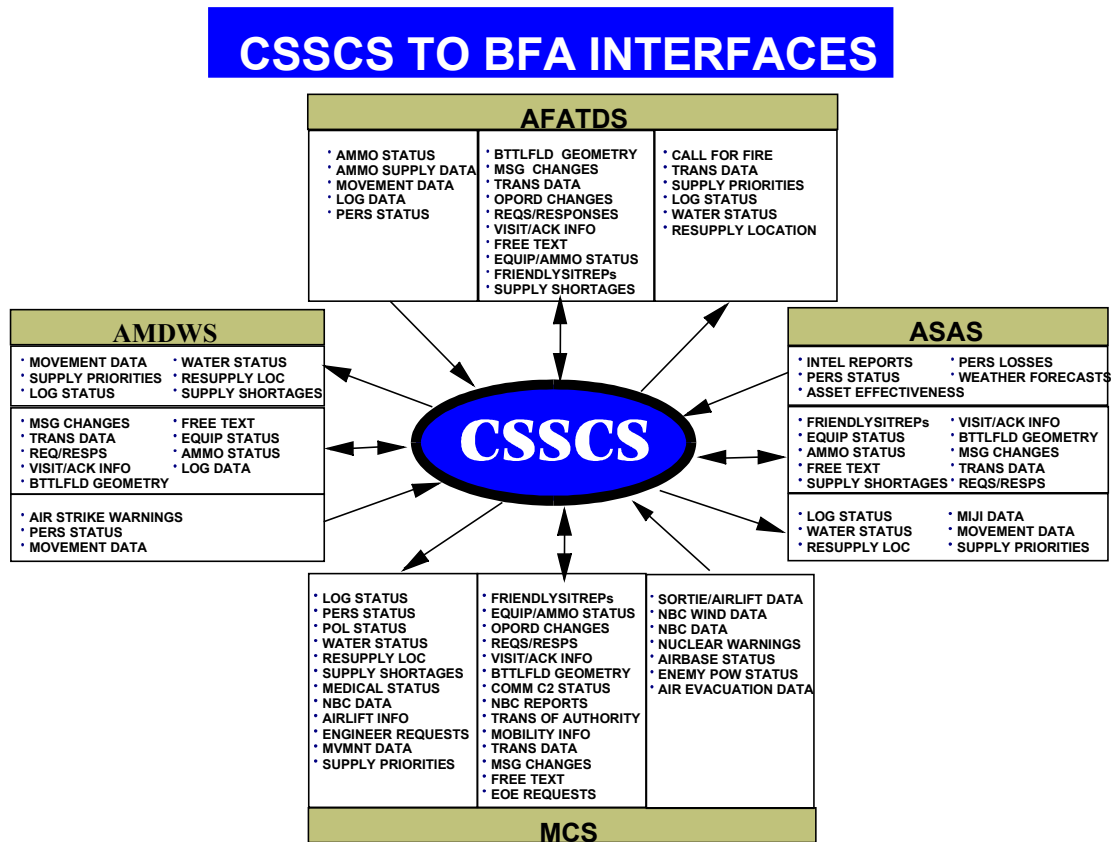 CSSCS TO BFA INTERFACES
AFATDS
• AMMO STATUS
• AMMO SUPPLY DATA
• MOVEMENT DATA
• LOG DATA
• PERS STATUS
• BTTLFLD GEOMETRY
• MSG CHANGES
• TRANS DATA
• OPORD CHANGES
• REQS/RESPONSES
• VISIT/ACK INFO
• FREE TEXT
• EQUIP/AMMO STATUS
• FRIENDLYSITREPs
• SUPPLY SHORTAGES
• CALL FOR FIRE
• TRANS DATA
• SUPPLY PRIORITIES
• LOG STATUS
• WATER STATUS
• RESUPPLY LOCATION
AMDWS
• MOVEMENT DATA
• SUPPLY PRIORITIES
• LOG STATUS
• WATER STATUS
• RESUPPLY LOC
• SUPPLY SHORTAGES
• MSG CHANGES
• TRANS DATA
• REQ/RESPS
• VISIT/ACK INFO
• BTTLFLD GEOMETRY
• FREE TEXT
• EQUIP STATUS
• AMMO STATUS
• LOG DATA
• AIR STRIKE WARNINGS
• PERS STATUS
• MOVEMENT DATA
CSSCS
ASAS
• INTEL REPORTS
• PERS STATUS
• ASSET EFFECTIVENESS
• PERS LOSSES
• WEATHER FORECASTS
• FRIENDLYSITREPs
• EQUIP STATUS
• AMMO STATUS
• FREE TEXT
• SUPPLY SHORTAGES
• VISIT/ACK INFO
• BTTLFLD GEOMETRY
• MSG CHANGES
• TRANS DATA
• REQS/RESPS
• LOG STATUS
• WATER STATUS
• RESUPPLY LOC
• MIJI DATA
• MOVEMENT DATA
• SUPPLY PRIORITIES
• LOG STATUS
• PERS STATUS
• POL STATUS
• WATER STATUS
• RESUPPLY LOC
• SUPPLY SHORTAGES
• MEDICAL STATUS
• NBC DATA
• AIRLIFT INFO
• ENGINEER REQUESTS
• MVMNT DATA
• SUPPLY PRIORITIES
• FRIENDLYSITREPs
• EQUIP/AMMO STATUS
• OPORD CHANGES
• REQS/RESPS
• VISIT/ACK INFO
• BTTLFLD GEOMETRY
• COMM C2 STATUS
• NBC REPORTS
• TRANS OF AUTHORITY
• MOBILITY INFO
• TRANS DATA
• MSG CHANGES
• FREE TEXT
• EOE REQUESTS
• SORTIE/AIRLIFT DATA
• NBC WIND DATA
• NBC DATA
• NUCLEAR WARNINGS
• AIRBASE STATUS
• ENEMY POW STATUS
• AIR EVACUATION DATA
MCS